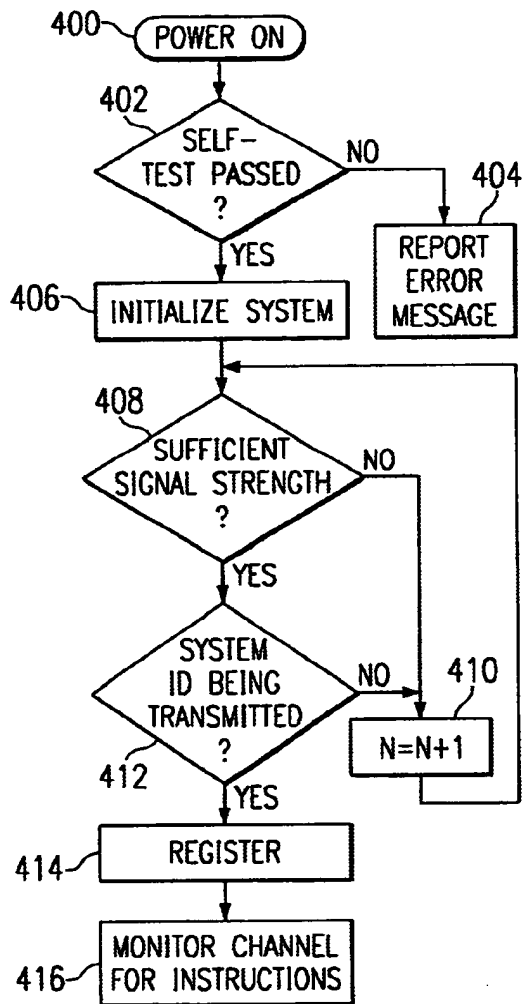 400
POWER ON
402
SELF-
TEST PASSED
?
NO
YES
404
REPORT
ERROR
MESSAGE
406
INITIALIZE SYSTEM
408
SUFFICIENT
SIGNAL STRENGTH
?
NO
YES
SYSTEM
ID BEING
TRANSMITTED
?
NO
412
YES
410
N=N+1
414
REGISTER
416
MONITOR CHANNEL
FOR INSTRUCTIONS